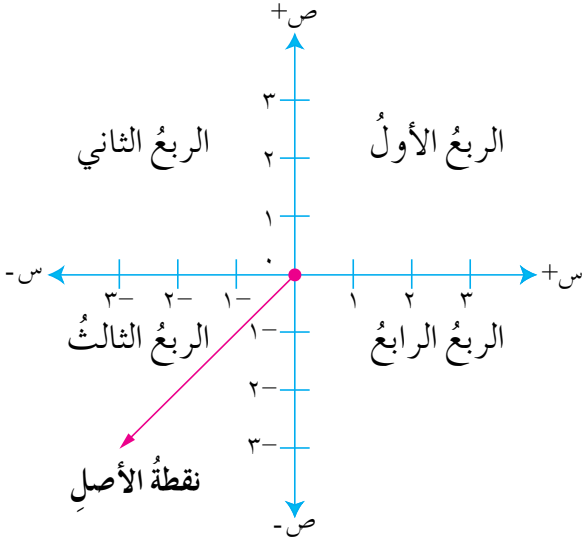 ص+
٣
الربعُ الأولُ
الربعُ الثاني
٢
١
٠
س+
س-
١
٢
٣
١−
٢−
٣−
الربعُ الرابعُ
الربعُ الثالثُ
١−
٢−
٣−
نقطةُ الأصلِ
ص-